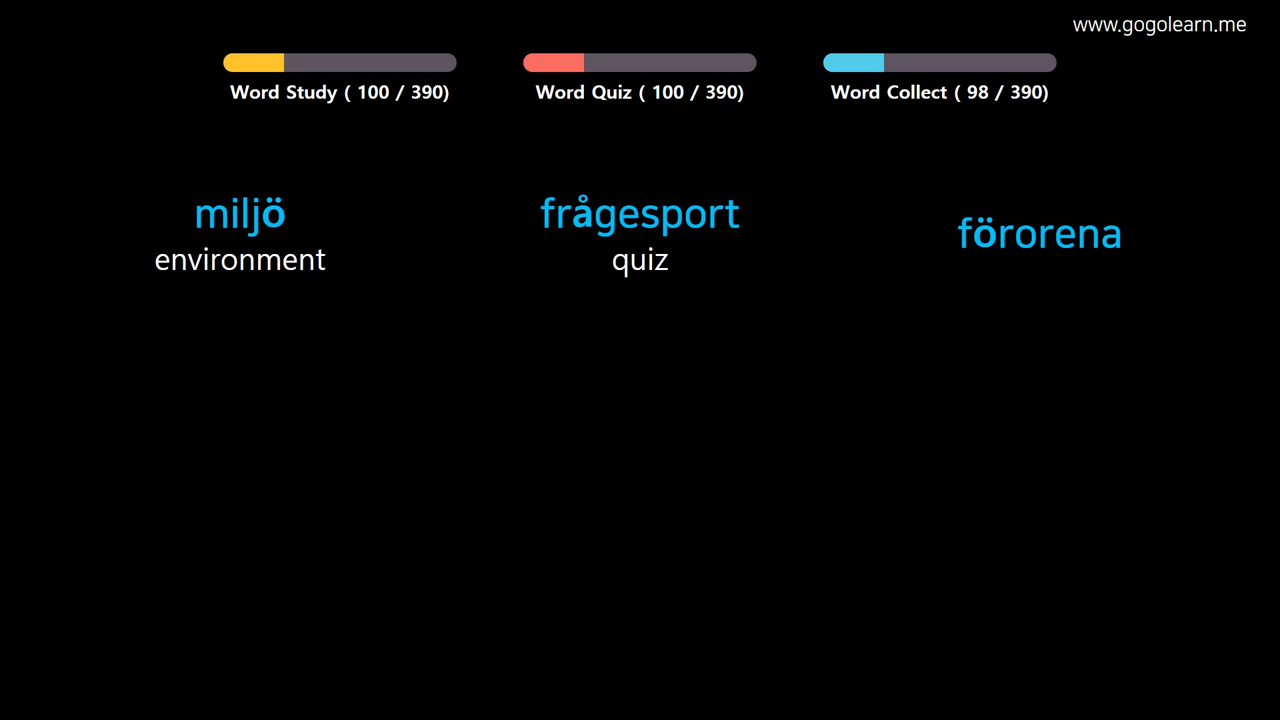 www.gogolearn.me
Word Study ( 100 / 390)
Word Quiz ( 100 / 390)
Word Collect ( 98 / 390)
miljö
environment
frågesport
quiz
förorena